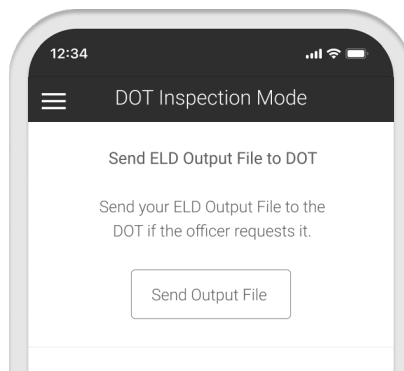 12:34
DOT Inspection Mode
Send ELD Output File to DOT
Send your ELD Output File to the
DOT if the officer requests it.
Send Output File